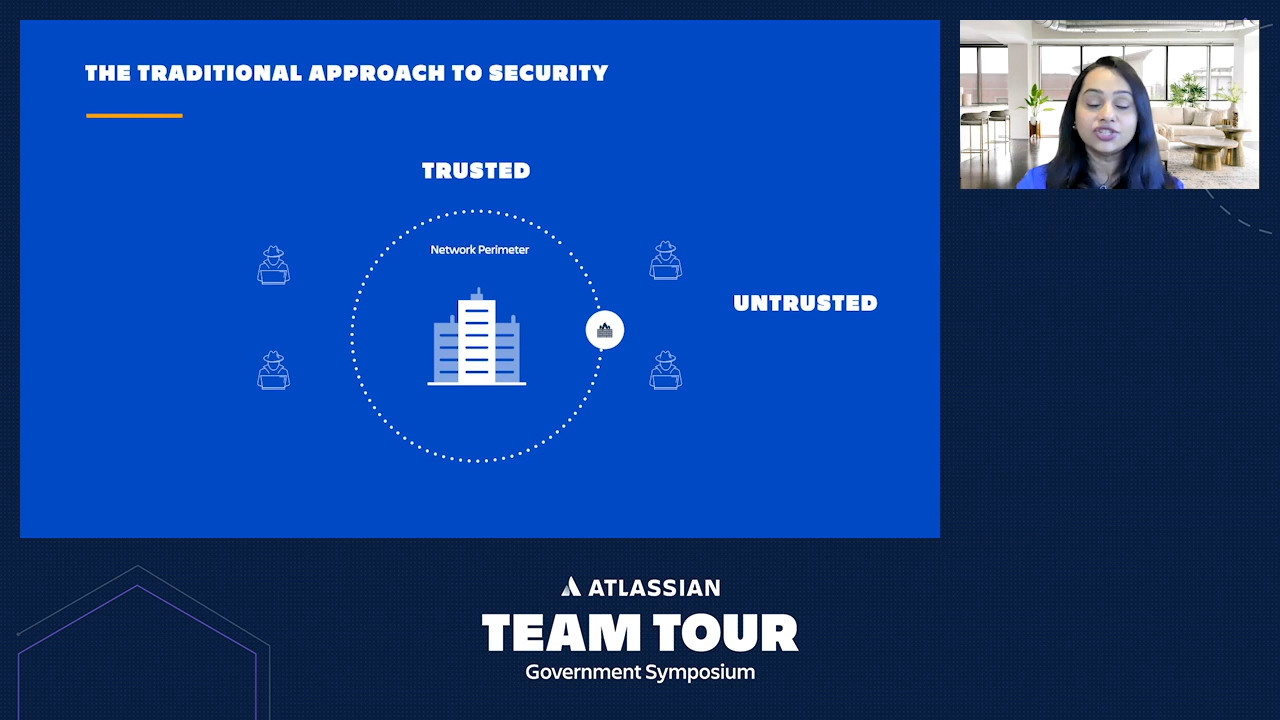 THE TRADITIONAL APPROACH TO SECURITY
TRUSTED
Network Perimeter
UNTRUSTED
ATLASSIAN
TEAM TOUR
Government Symposium